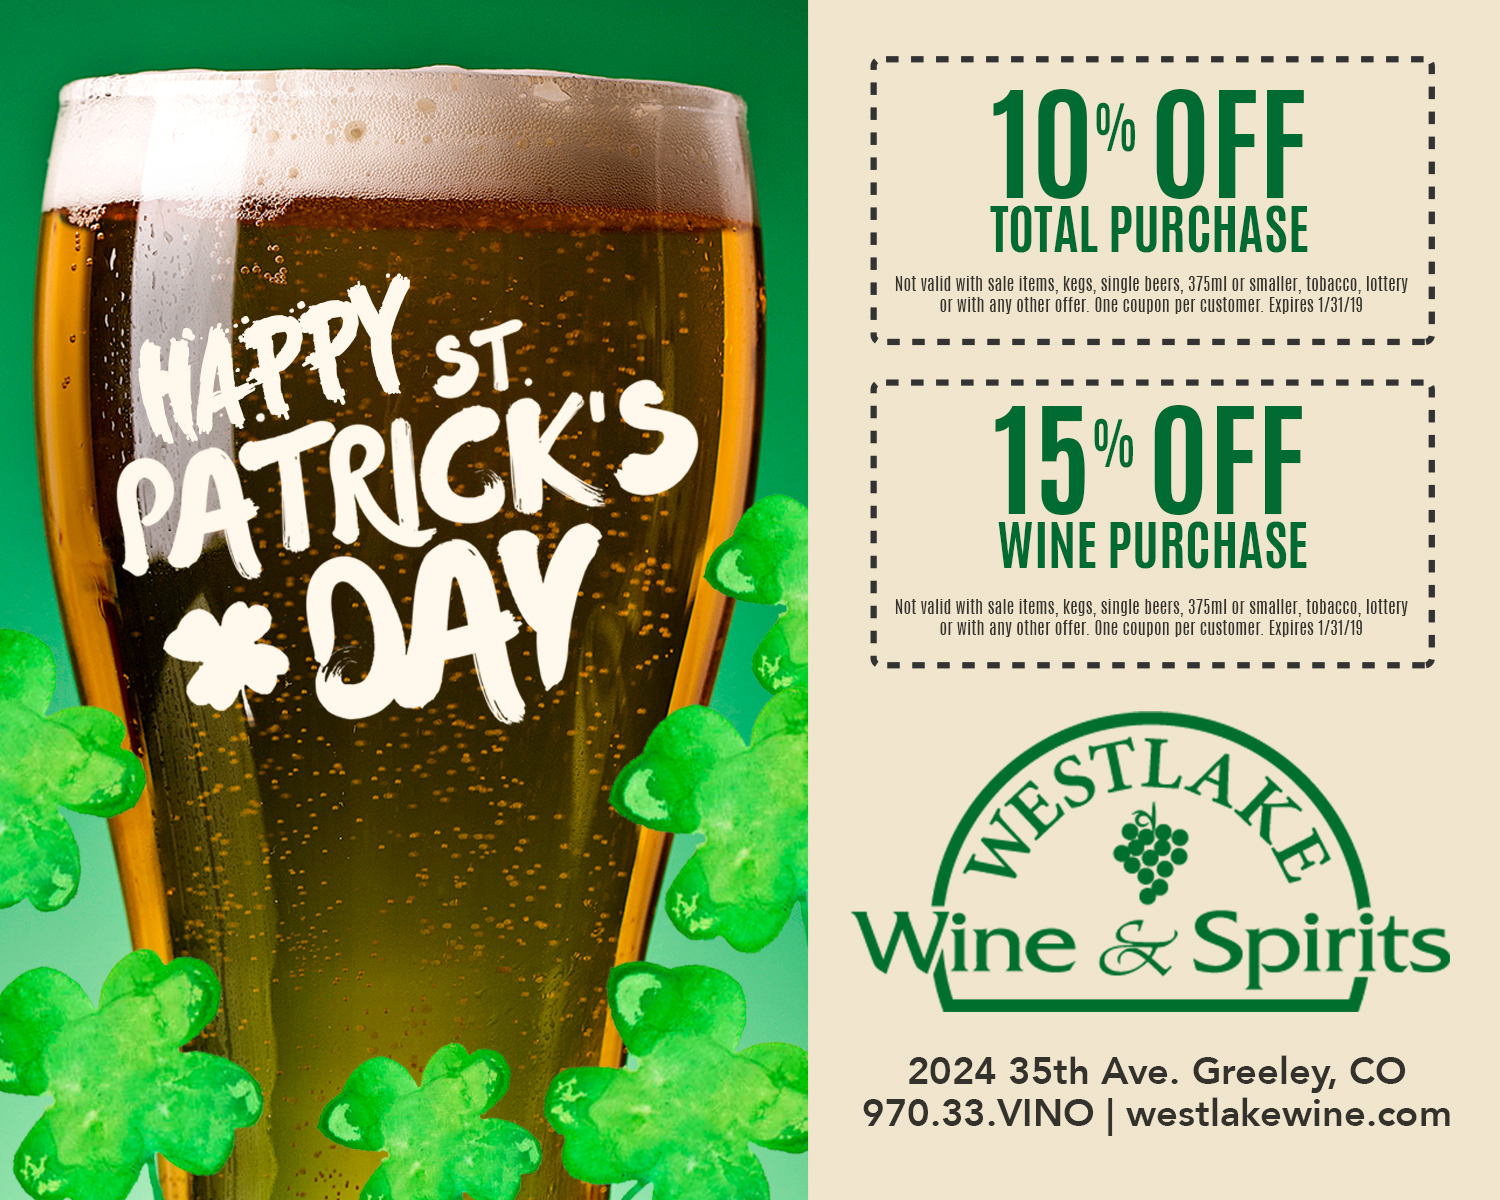 HAPPY ST.
PATRICK'S
DAY
10% OFF
TOTAL PURCHASE
Not valid with sale items, kegs, single beers, 375ml or smaller, tobacco, lottery
or with any other offer. One coupon per customer. Expires 1/31/19
15% OFF
WINE PURCHASE
Not valid with sale items, kegs, single beers, 375ml or smaller, tobacco, lottery
or with any other offer. One coupon per customer. Expires 1/31/19
WESTLAKE
Wine & Spirits
2024 35th Ave. Greeley, CO
970.33.VINO | westlakewine.com